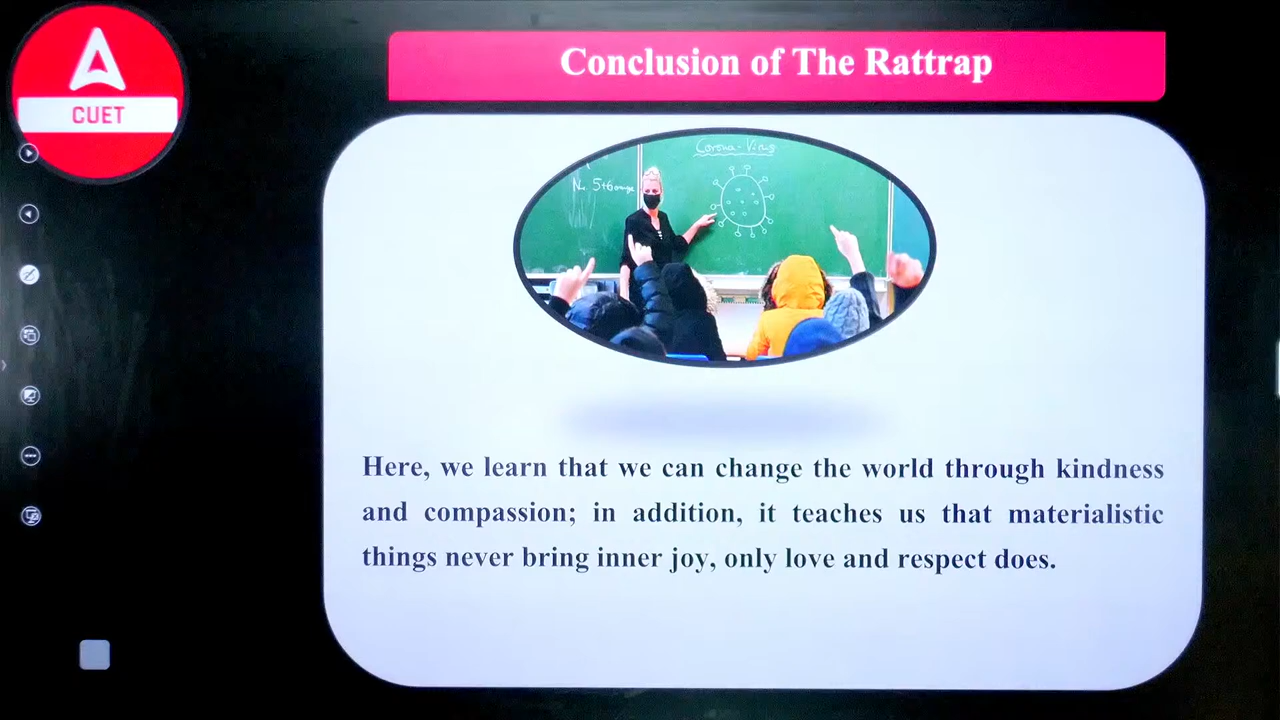 Conclusion of The Rattrap
CUET
Corona-Virus
Here, we learn that we can change the world through kindness
and compassion; in addition, it teaches us that materialistic
things never bring inner joy, only love and respect does.